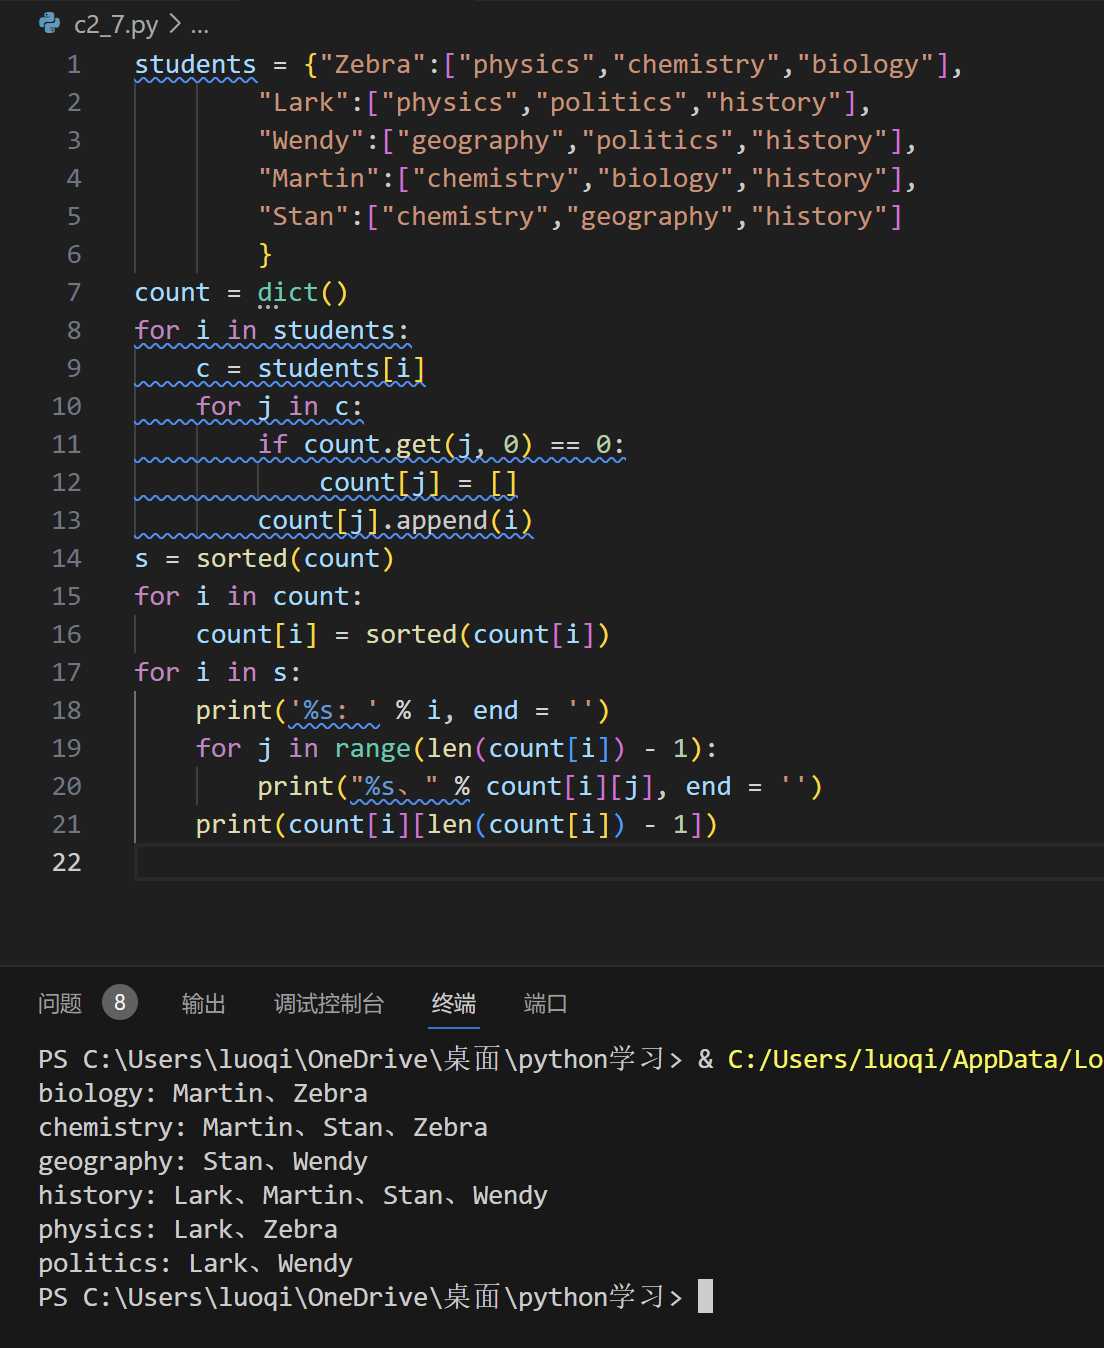 c2_7.py > ...
1 students = {"Zebra":["physics","chemistry","biology"],
2         "Lark":["physics","politics","history"],
3         "Wendy":["geography","politics","history"],
4         "Martin":["chemistry","biology","history"],
5         "Stan":["chemistry","geography","history"]
6         }
7 count = dict()
8 for i in students:
9     c = students[i]
10     for j in c:
11         if count.get(j, 0) == 0:
12             count[j] = []
13         count[j].append(i)
14 s = sorted(count)
15 for i in count:
16     count[i] = sorted(count[i])
17 for i in s:
18     print('%s: ' % i, end = '')
19     for j in range(len(count[i]) - 1):
20         print("%s、" % count[i][j], end = '')
21     print(count[i][len(count[i]) - 1])
22
问题 8 输出 调试控制台 终端 端口
PS C:\Users\luoqi\OneDrive\桌面\python学习> & C:/Users/luoqi/AppData/Lo
biology: Martin、Zebra
chemistry: Martin、Stan、Zebra
geography: Stan、Wendy
history: Lark、Martin、Stan、Wendy
physics: Lark、Zebra
politics: Lark、Wendy
PS C:\Users\luoqi\OneDrive\桌面\python学习>